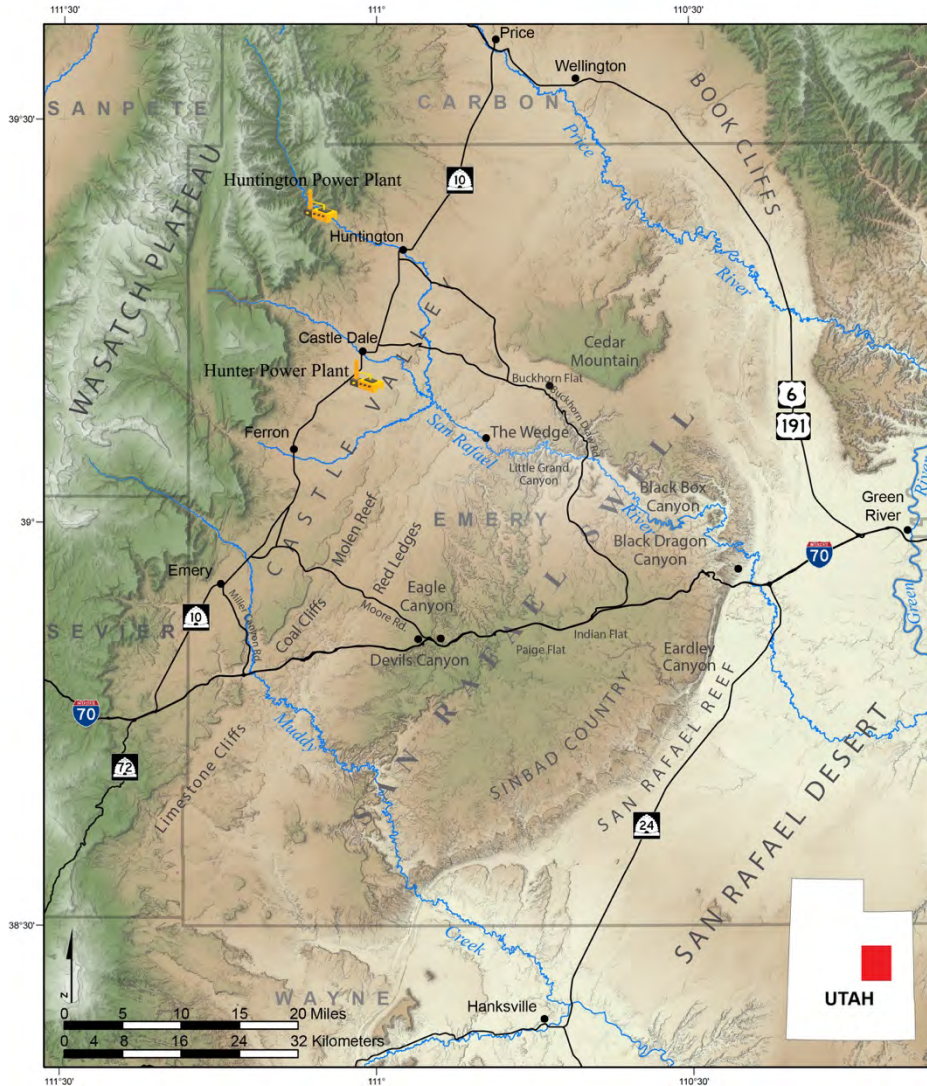 111°30'
111°
110°30'
Price
Wellington
SANPETE
CARBON
BOOK CLIFFS
39°30'
Price
River
WASATCH PLATEAU
Huntington Power Plant
10
Huntington
Castle Dale
Hunter Power Plant
CASTLE VALLEY
Cedar
Mountain
Buckhorn Flat
6
191
Ferron
San Rafael
River
The Wedge
Little Grand
Canyon
Black Box
Canyon
Green
River
Green
River
39°
Molen Reef
EMERY
SAN RAFAEL SWELL
Black Dragon
Canyon
70
Emery
Red Ledges
Eagle
Canyon
10
Miller Canyon Rd.
Coal Cliffs
Moore Rd.
SEVIER
Devils Canyon
Indian Flat
Paige Flat
Eardley
Canyon
70
72
Limestone Cliffs
Muddy
Creek
SINBAD COUNTRY
SAN RAFAEL REEF
24
SAN RAFAEL DESERT
38°30'
UTAH
z
WAYNE
Hanksville
0 5 10 15 20 Miles
0 4 8 16 24 32 Kilometers
111°30'
111°
110°30'